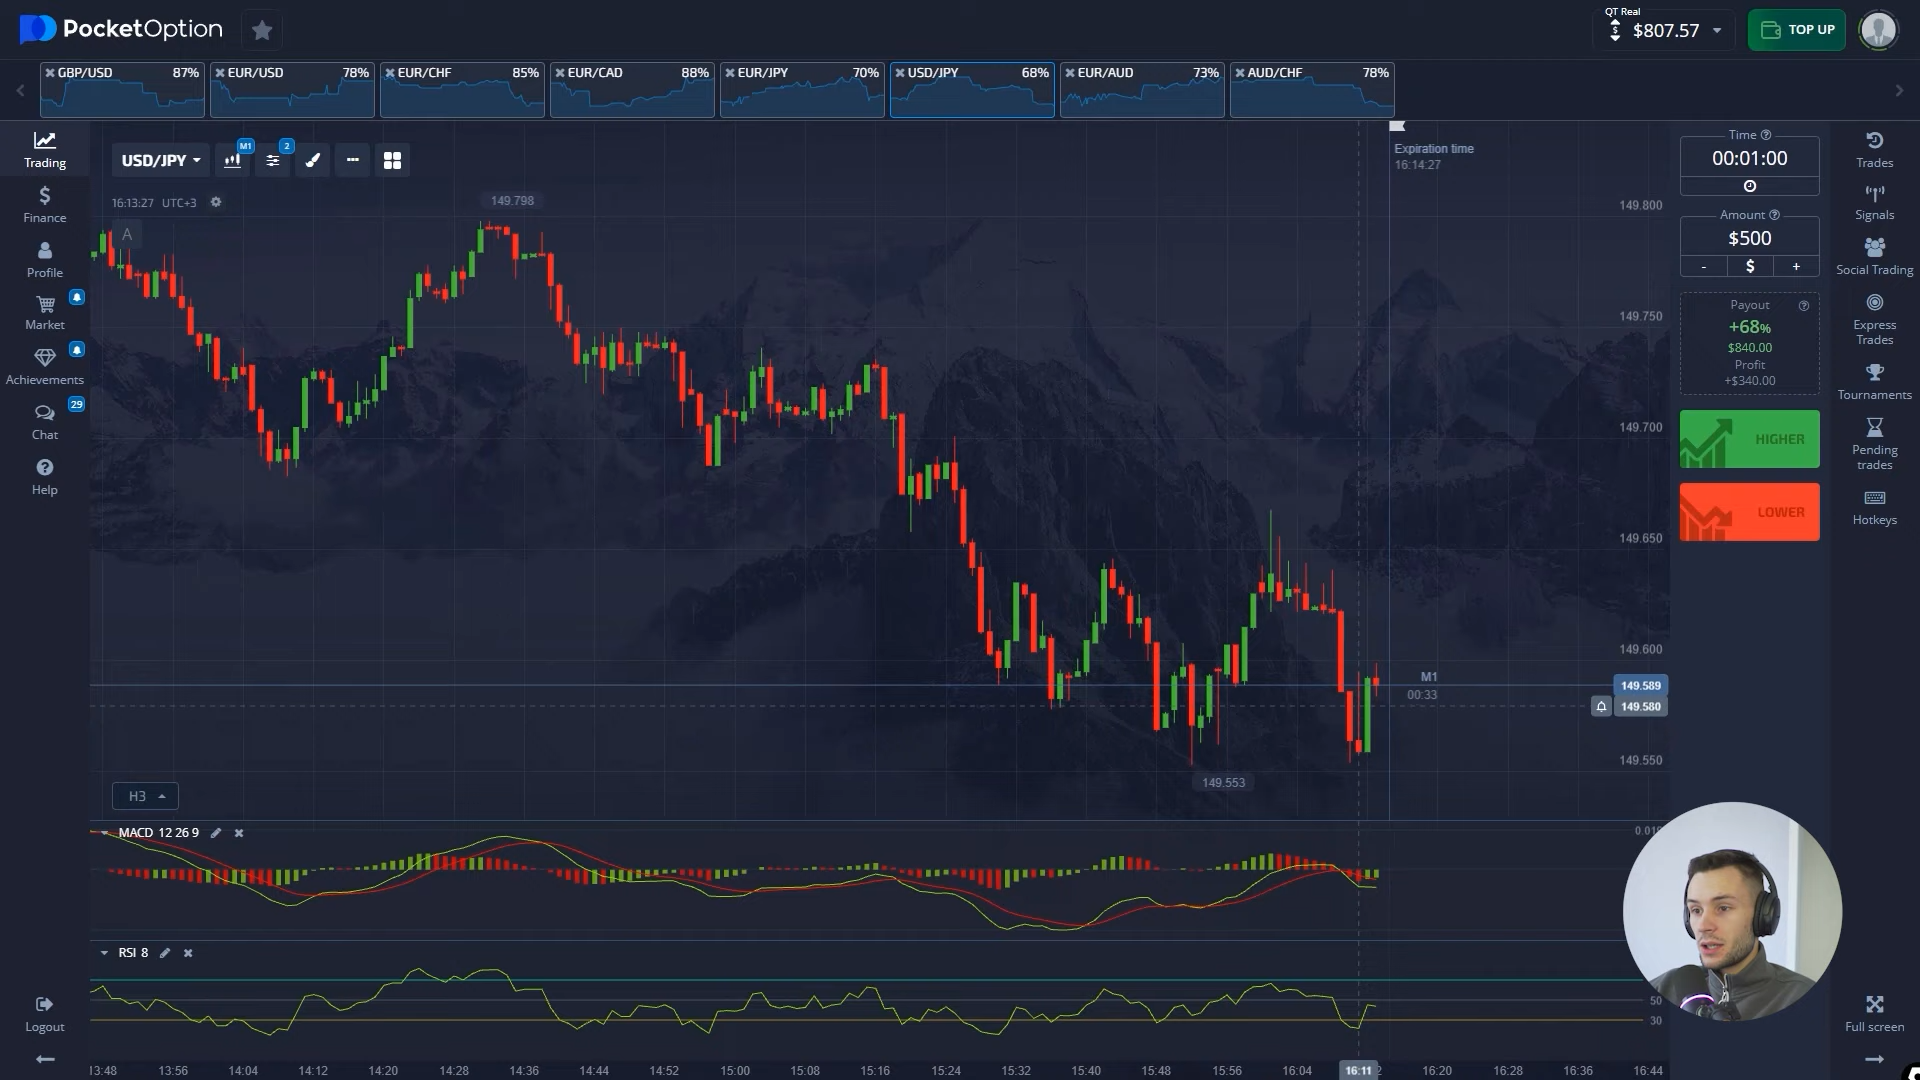 PocketOption
QT Real
$807.57
TOP UP
GBP/USD 87%
EUR/USD 78%
EUR/CHF 85%
EUR/CAD 88%
EUR/JPY 70%
USD/JPY 68%
EUR/AUD 73%
AUD/CHF 78%
Trading
Finance
Profile
Market
Achievements
29
Chat
Help
Logout
USD/JPY
M1
2
16:13:27 UTC+3
A
149.798
Expiration time
16:14:27
149.800
149.750
149.700
149.650
149.600
M1
00:33
149.589
149.580
149.550
149.553
H3
MACD 12 26 9
RSI 8
50
30
13:48 13:56 14:04 14:12 14:20 14:28 14:36 14:44 14:52 15:00 15:08 15:16 15:24 15:32 15:40 15:48 15:56 16:04 16:11 16:20 16:28 16:36 16:44
Time
00:01:00
Amount
$500
- $ +
Payout
+68%
$840.00
Profit
+$340.00
HIGHER
LOWER
Trades
Signals
Social Trading
Express
Trades
Tournaments
Pending
trades
Hotkeys
Full screen